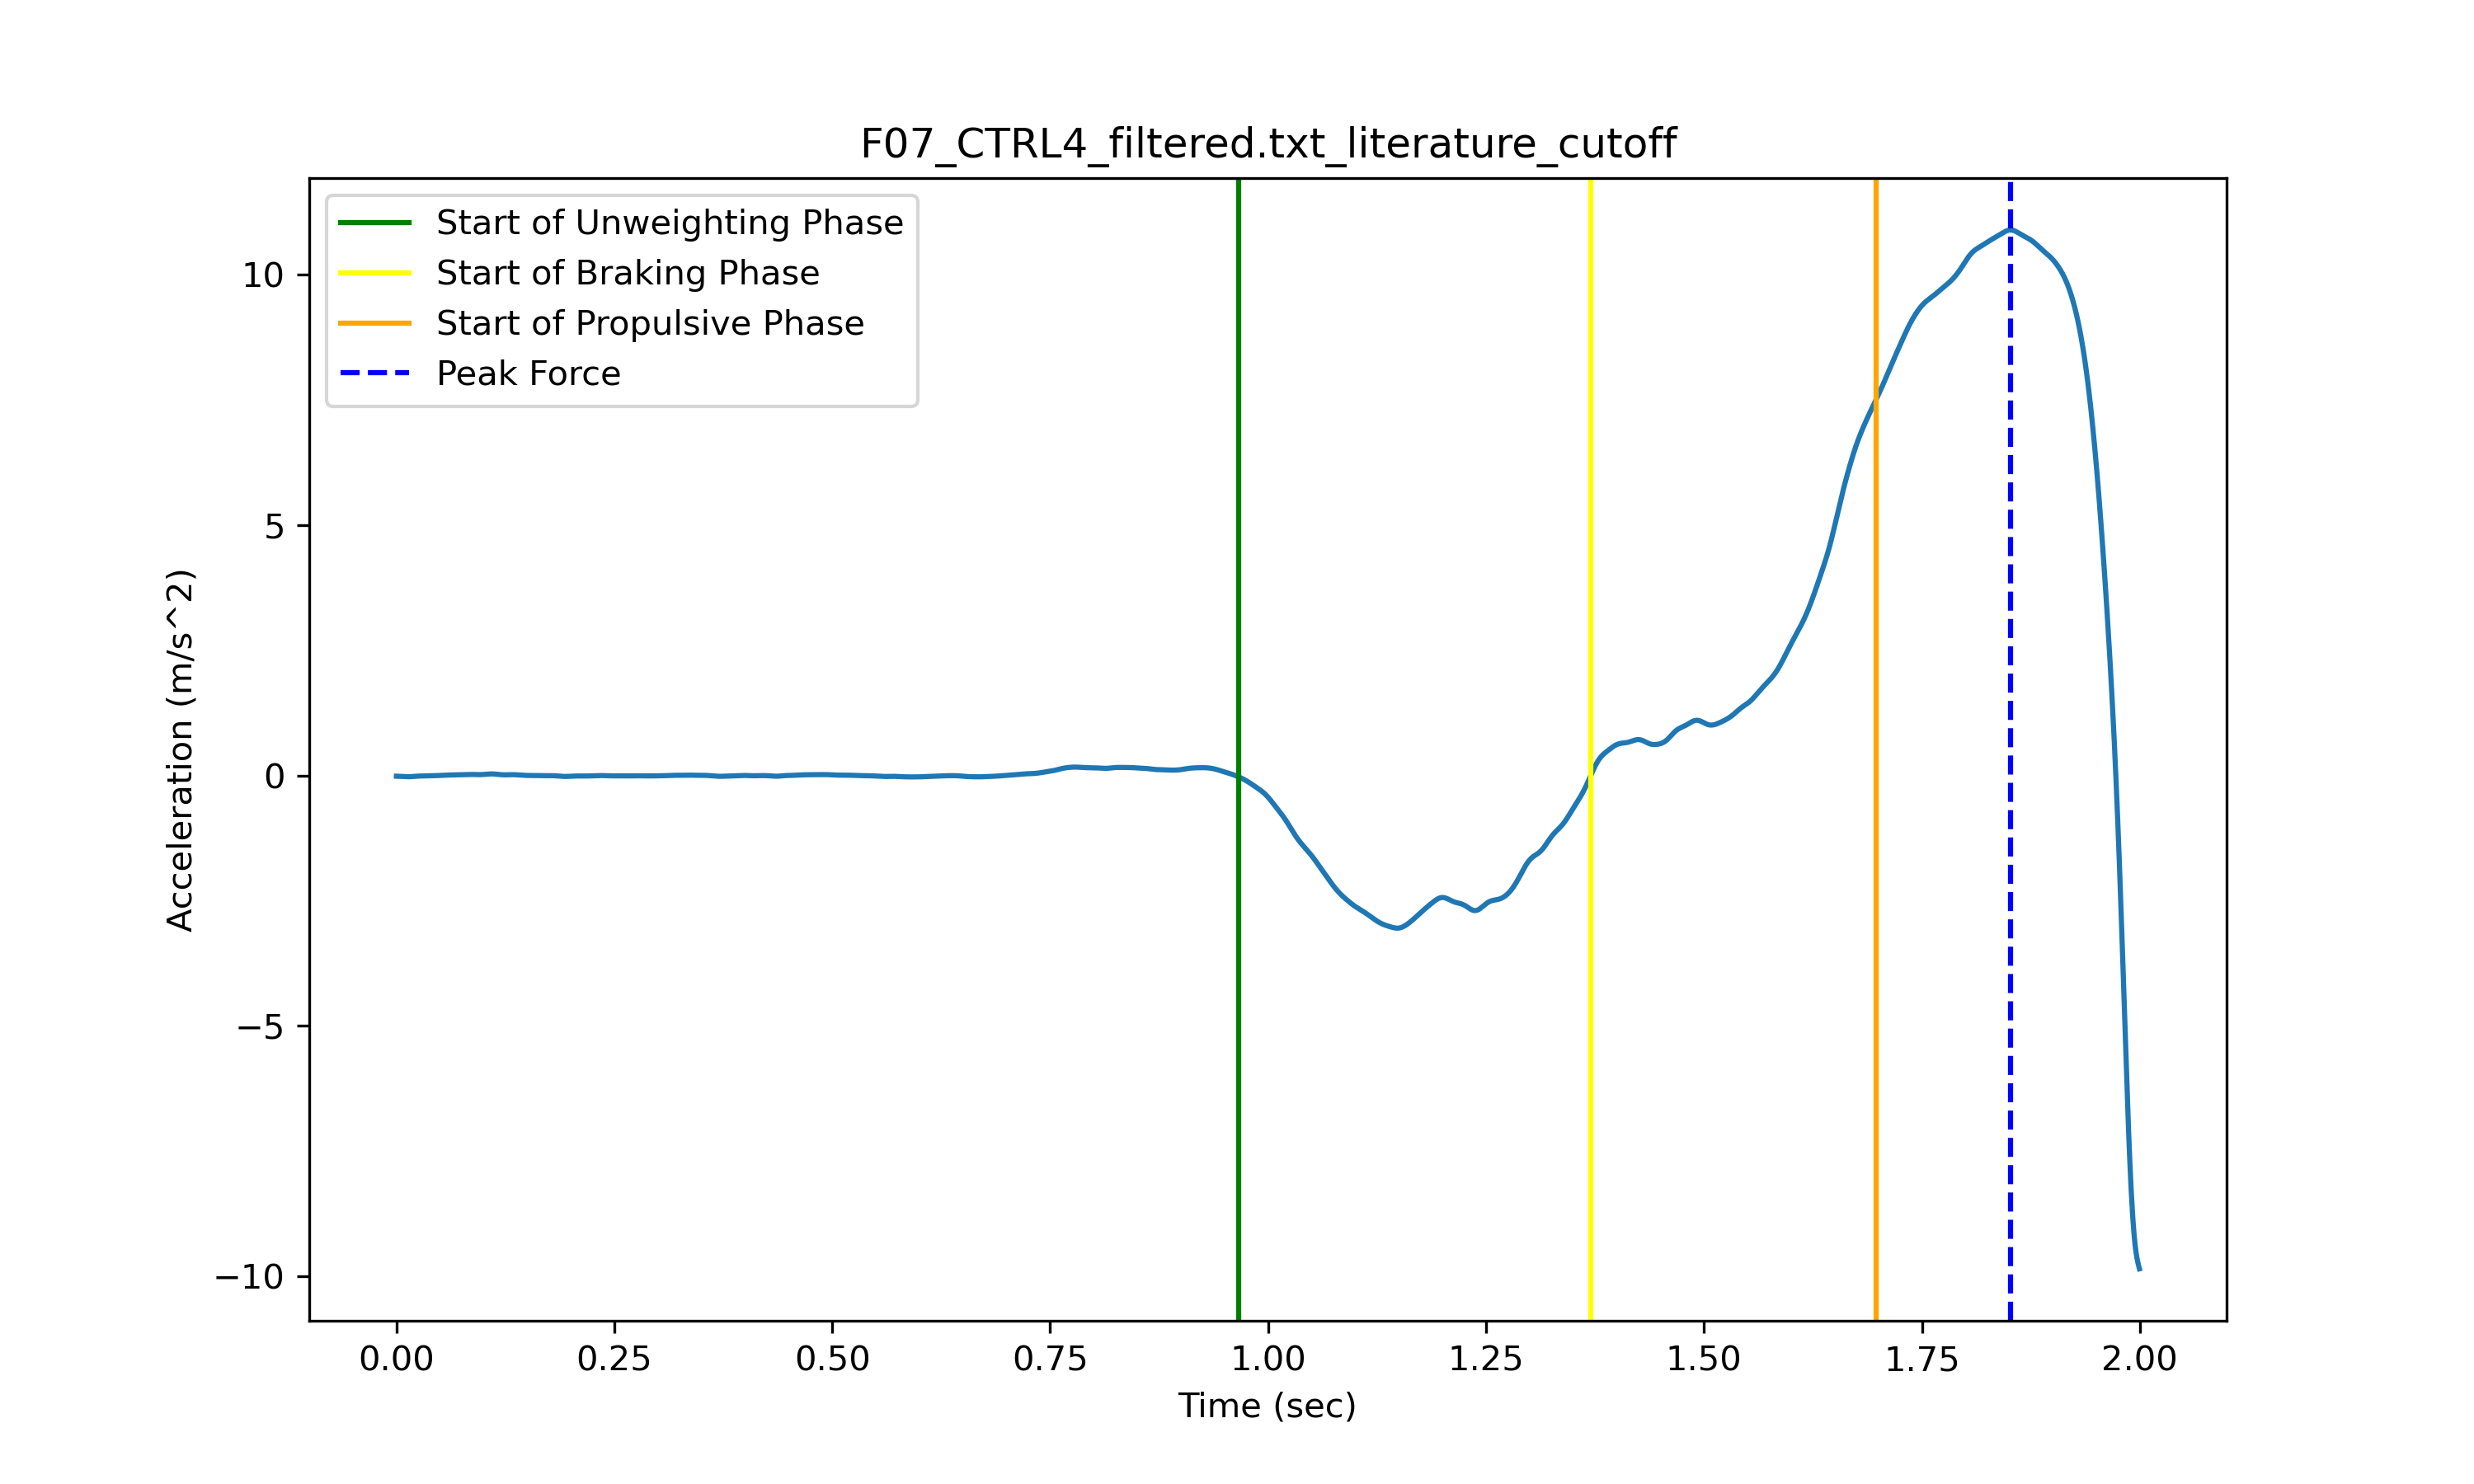 F07_CTRL4_filtered.txt_literature_cutoff
Start of Unweighting Phase
Start of Braking Phase
Start of Propulsive Phase
Peak Force
Acceleration (m/s^2)
10
5
0
−5
−10
0.00 0.25 0.50 0.75 1.00 1.25 1.50 1.75 2.00
Time (sec)